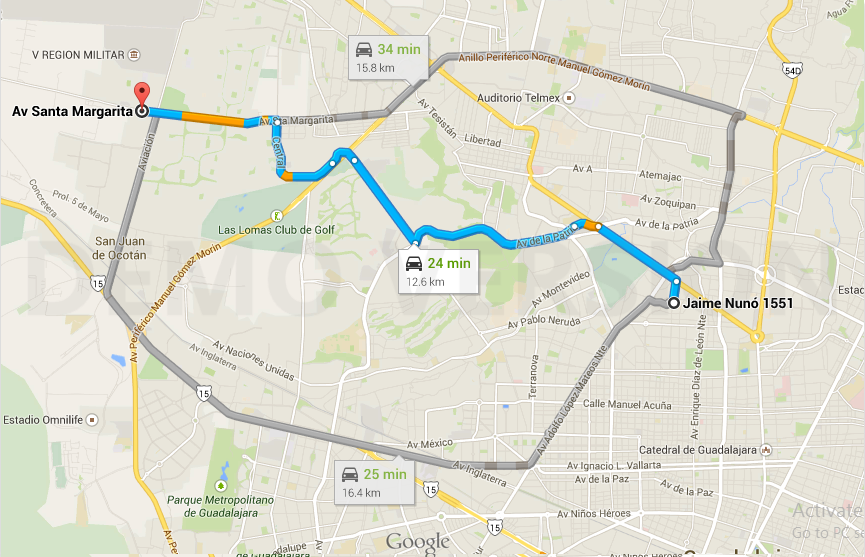 54D
V REGION MILITAR
34 min
15.8 km
Anillo Periférico Norte Manuel Gómez Morin
Auditorio Telmex
Av Santa Margarita
Av Tesistán
Libertad
Central
Aviación
Av A
Atemajac
Concretera
Prol. 5 de Mayo
Av Zoquipan
Av de la Patria
Las Lomas Club de Golf
San Juan
de Ocotán
Av de la Patria
24 min
12.6 km
15
Av Periférico Manuel Gómez Morin
Av Montevideo
Jaime Nunó 1551
Av Pablo Neruda
Av Inglaterra
Av Naciones Unidas
Terranova
Av Enrique Díaz de León Nte
15
Av Adolfo López Mateos Nte
Calle Manuel Acuña
Estadio Omnilife
Av México
Catedral de Guadalajara
25 min
16.4 km
Av Inglaterra
Av Ignacio L. Vallarta
Av de la Paz
Av de la Paz
15
Parque Metropolitano
de Guadalajara
Av Niños Héroes
15
Activate
Go to PC s
Google
Av Niños Héroes